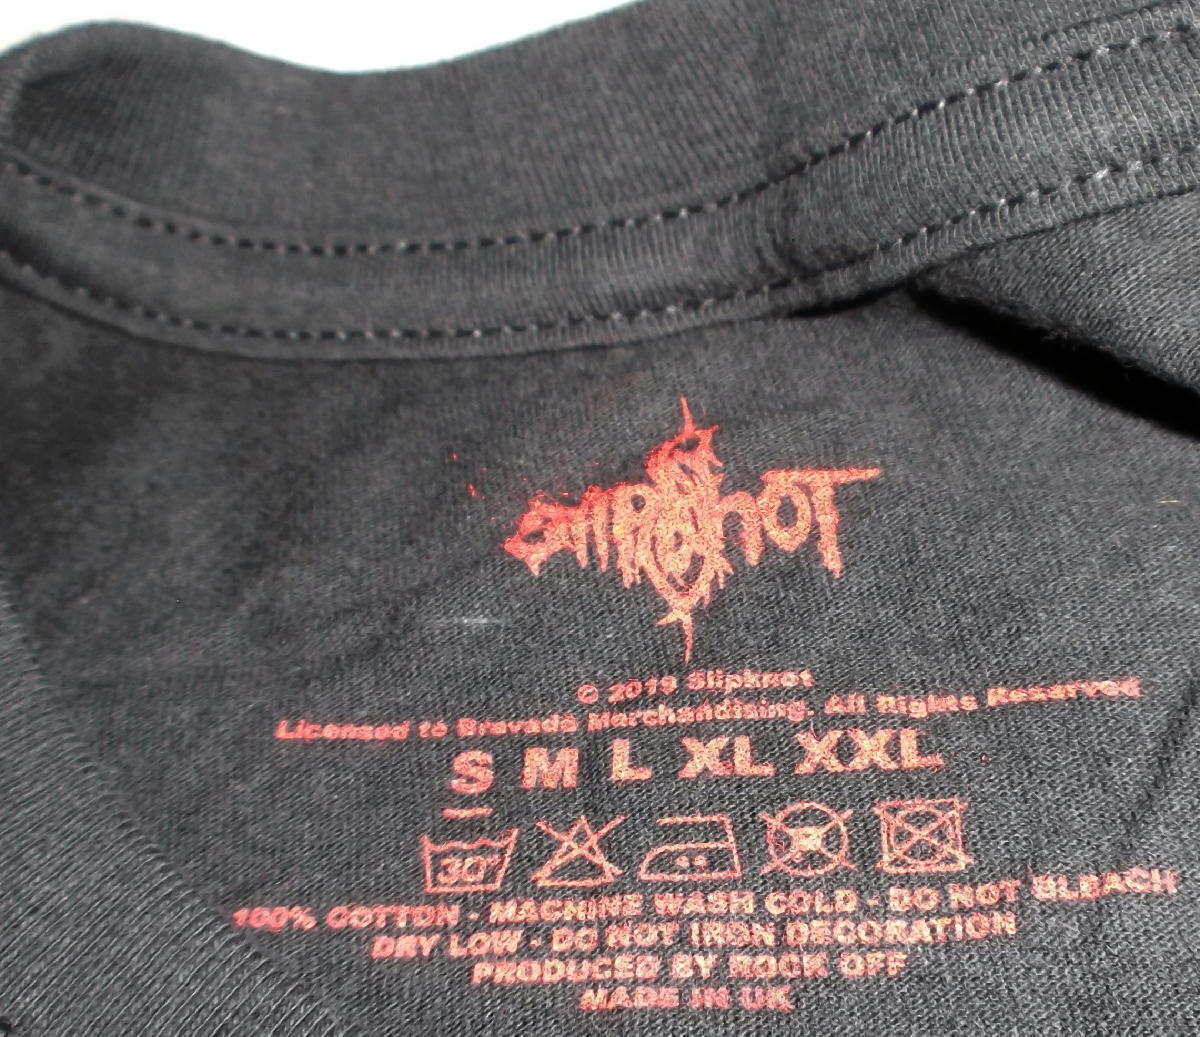 SLIPKNOT
© 2019 Slipknot
Licensed to Bravado Merchandising. All Rights Reserved
S M L XL XXL
30°
100% COTTON - MACHINE WASH COLD - DO NOT BLEACH
DRY LOW - DO NOT IRON DECORATION
PRODUCED BY ROCK OFF
MADE IN UK